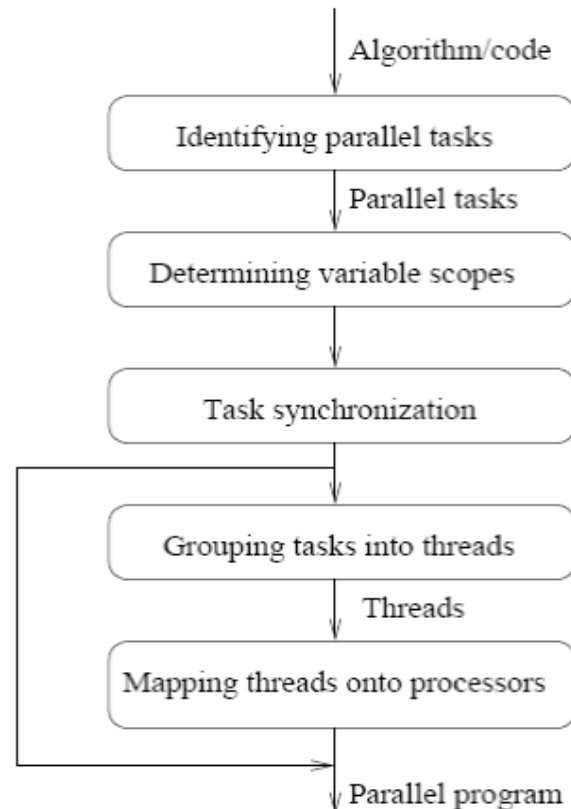 Algorithm/code
Identifying parallel tasks
Parallel tasks
Determining variable scopes
Task synchronization
Grouping tasks into threads
Threads
Mapping threads onto processors
Parallel program